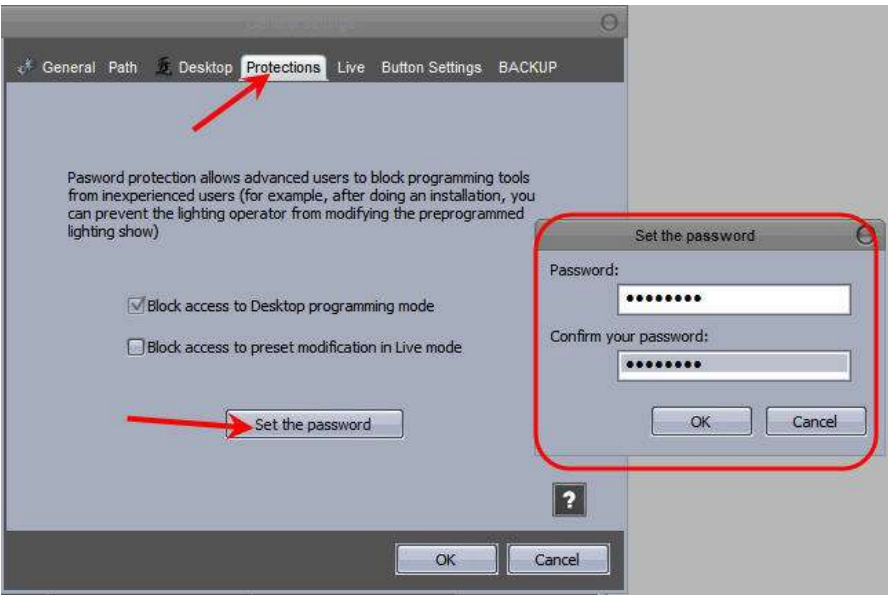 General Path Desktop Protections Live Button Settings BACKUP
Pasword protection allows advanced users to block programming tools
from inexperienced users (for example, after doing an installation, you
can prevent the lighting operator from modifying the preprogrammed
lighting show)
Block access to Desktop programming mode
Block access to preset modification in Live mode
Set the password
?
OK Cancel
Set the password
Password:
••••••••
Confirm your password:
••••••••
OK Cancel